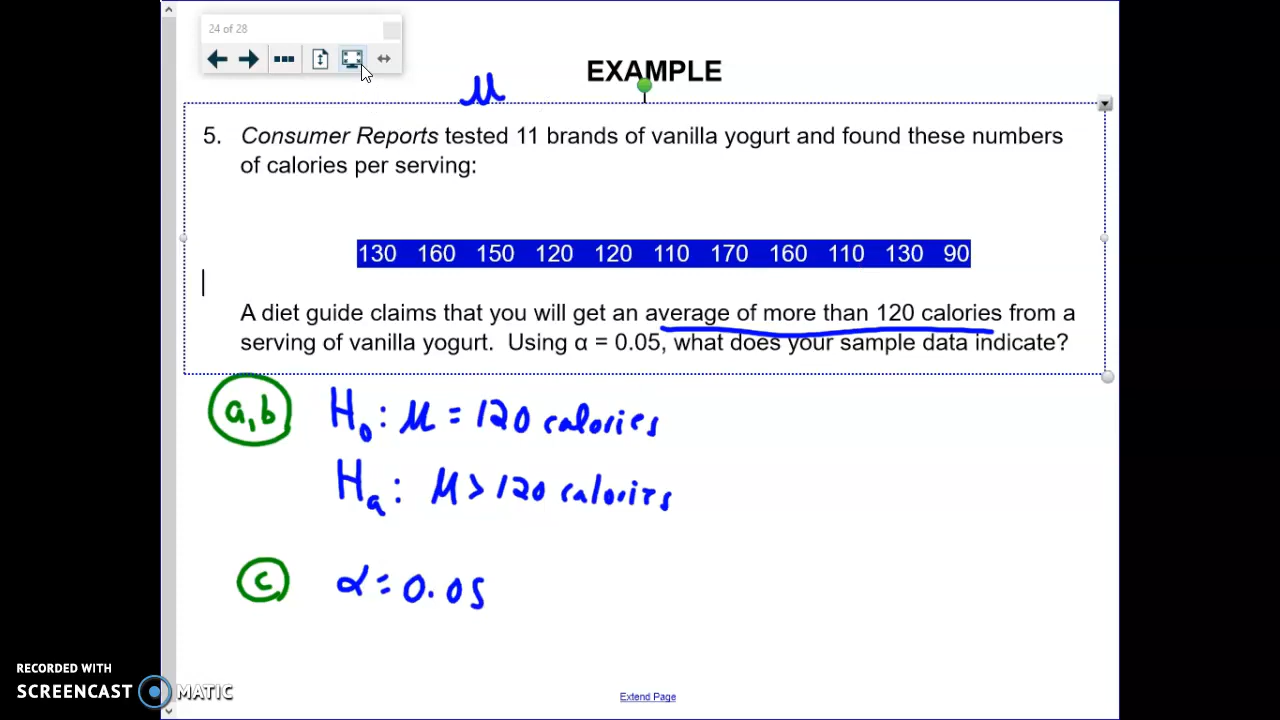 24 of 28
EXAMPLE
μ
5. Consumer Reports tested 11 brands of vanilla yogurt and found these numbers
of calories per serving:
130 160 150 120 120 110 170 160 110 130 90
A diet guide claims that you will get an average of more than 120 calories from a
serving of vanilla yogurt. Using α = 0.05, what does your sample data indicate?
a,b H₀: μ = 120 calories
Hₐ: μ > 120 calories
c α = 0.05
RECORDED WITH
SCREENCAST MATIC
Extend Page